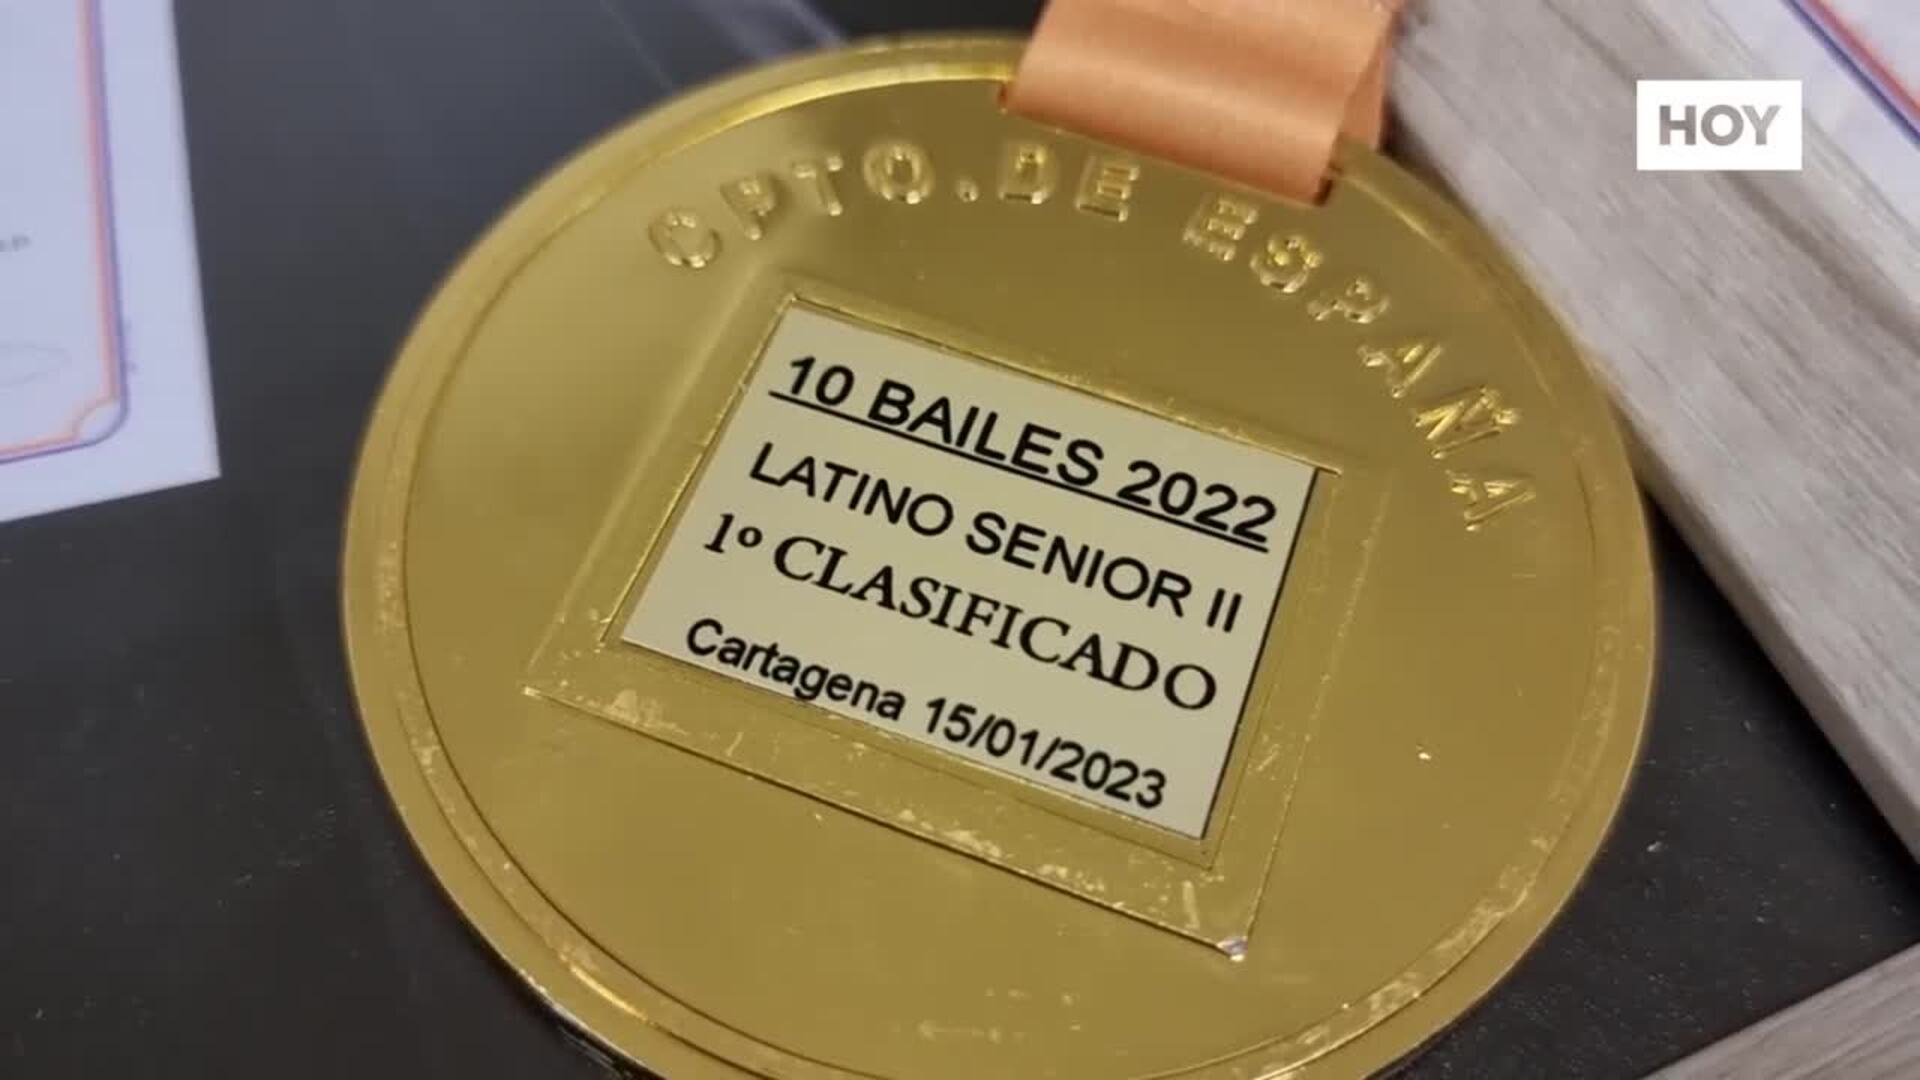 HOY
CPTO.DE ESPAÑA
10 BAILES 2022
LATINO SENIOR II
1º CLASIFICADO
Cartagena 15/01/2023